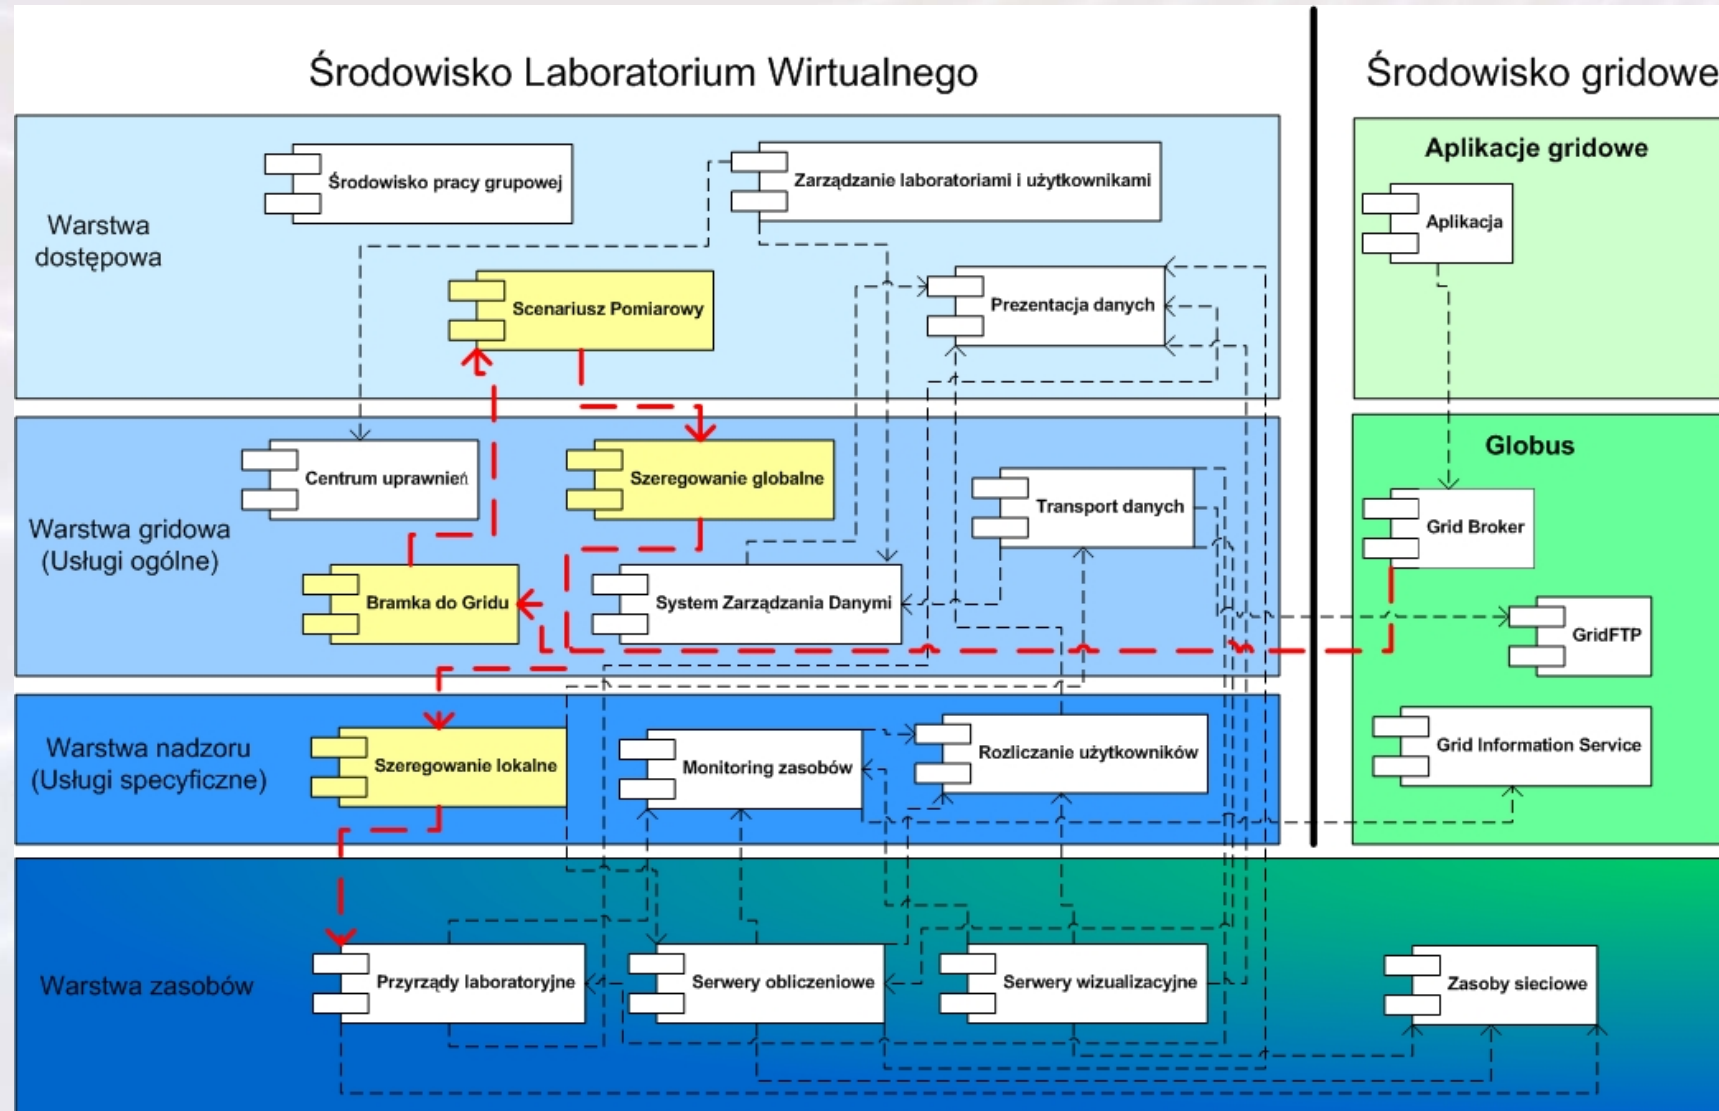 Środowisko Laboratorium Wirtualnego
Środowisko gridowe
Warstwa
dostępowa
Środowisko pracy grupowej
Zarządzanie laboratoriami i użytkownikami
Scenariusz Pomiarowy
Prezentacja danych
Aplikacje gridowe
Aplikacja
Warstwa gridowa
(Usługi ogólne)
Centrum uprawnień
Szeregowanie globalne
Transport danych
Bramka do Gridu
System Zarządzania Danymi
Globus
Grid Broker
GridFTP
Grid Information Service
Warstwa nadzoru
(Usługi specyficzne)
Szeregowanie lokalne
Monitoring zasobów
Rozliczanie użytkowników
Warstwa zasobów
Przyrządy laboratoryjne
Serwery obliczeniowe
Serwery wizualizacyjne
Zasoby sieciowe